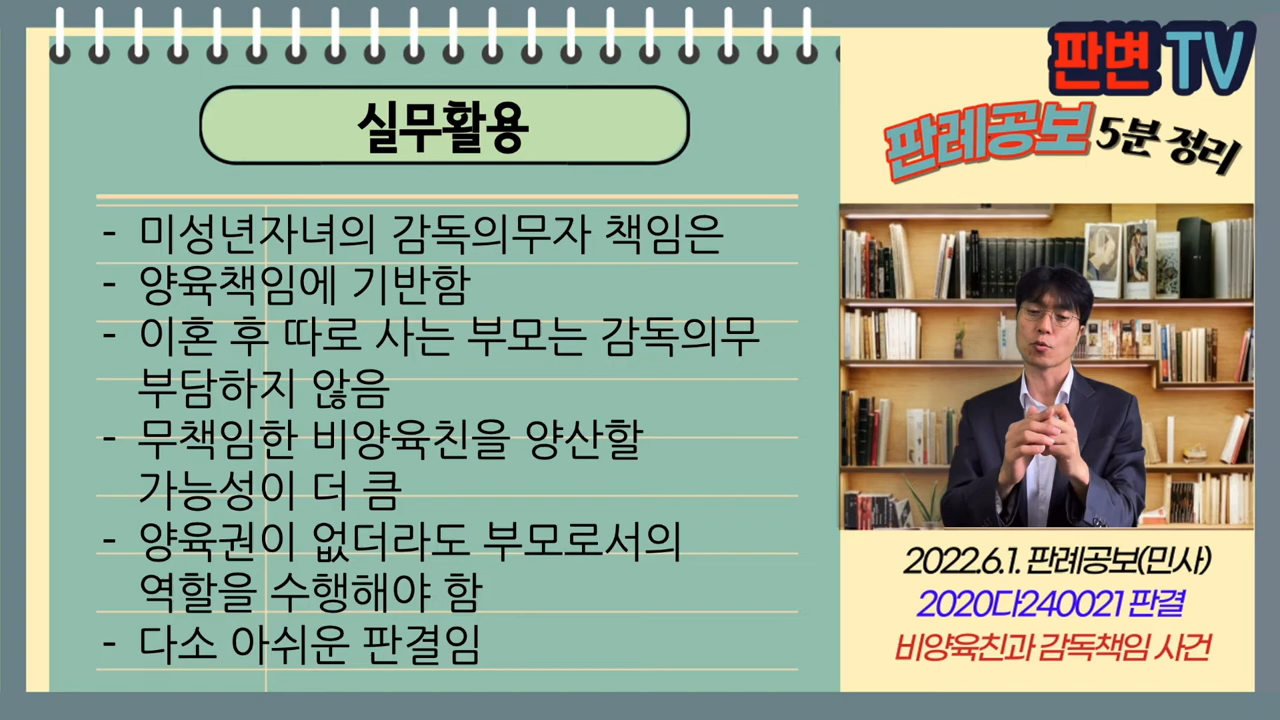 실무활용
- 미성년자녀의 감독의무자 책임은
- 양육책임에 기반함
- 이혼 후 따로 사는 부모는 감독의무
부담하지 않음
- 무책임한 비양육친을 양산할
가능성이 더 큼
- 양육권이 없더라도 부모로서의
역할을 수행해야 함
- 다소 아쉬운 판결임
판변 TV
판례공보 5분 정리
2022.6.1. 판례공보(민사)
2020다240021 판결
비양육친과 감독책임 사건